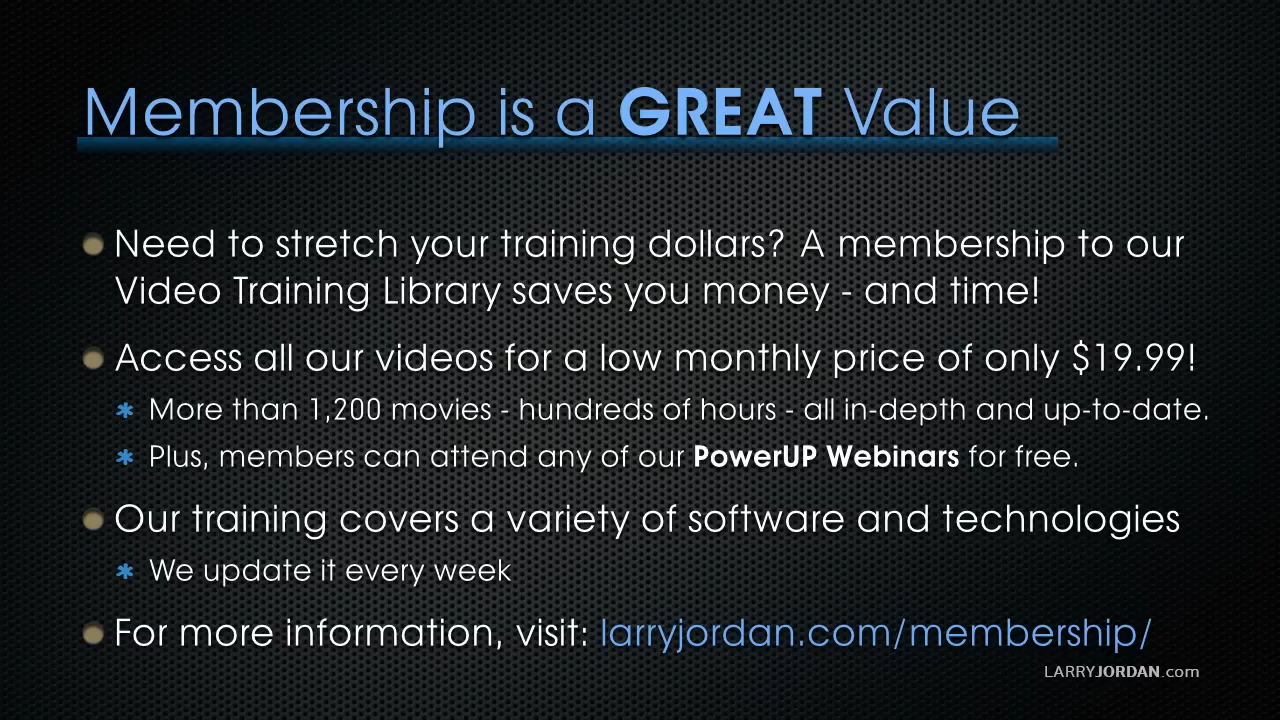 Membership is a GREAT Value
Need to stretch your training dollars? A membership to our
Video Training Library saves you money - and time!
Access all our videos for a low monthly price of only $19.99!
More than 1,200 movies - hundreds of hours - all in-depth and up-to-date.
Plus, members can attend any of our PowerUP Webinars for free.
Our training covers a variety of software and technologies
We update it every week
For more information, visit: larryjordan.com/membership/
LARRYJORDAN.com